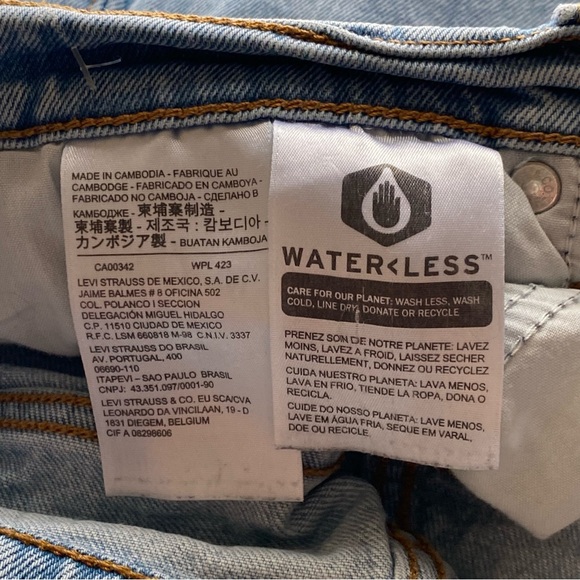 MADE IN CAMBODIA - FABRIQUE AU
CAMBODGE - FABRICADO EN CAMBOYA -
FABRICADO NO CAMBOJA - СДЕЛАНО В
КАМБОДЖЕ - 柬埔寨制造 -
柬埔寨製 - 제조국 : 캄보디아 -
カンボジア製 - BUATAN KAMBOJA
CA00342 WPL 423
LEVI STRAUSS DE MEXICO, S.A. DE C.V.
JAIME BALMES # 8 OFICINA 502
COL POLANCO I SECCION
DELEGACIÓN MIGUEL HIDALGO
C.P. 11510 CIUDAD DE MEXICO
R.F.C. LSM 660818 M-98 C.N.I.V. 3337
LEVI STRAUSS DO BRASIL
AV. PORTUGAL, 400
06690-110
ITAPEVI - SAO PAULO BRASIL
CNPJ: 43.351.097/0001-90
LEVI STRAUSS & CO. EU SCA/CVA
LEONARDO DA VINCILAAN, 19 - D
1831 DIEGEM, BELGIUM
CIF A 08298606
WATER<LESS™
CARE FOR OUR PLANET: WASH LESS, WASH
COLD, LINE DRY, DONATE OR RECYCLE
PRENEZ SOIN DE NOTRE PLANETE: LAVEZ
MOINS, LAVEZ A FROID, LAISSEZ SECHER
NATURELLEMENT, DONNEZ OU RECYCLEZ
CUIDA NUESTRO PLANETA: LAVA MENOS,
LAVA EN FRIO, TIENDE LA ROPA, DONA O
RECICLA.
CUIDE DO NOSSO PLANETA: LAVE MENOS,
LAVE EM ÁGUA FRIA, SEQUE EM VARAL,
DOE OU RECICLE.